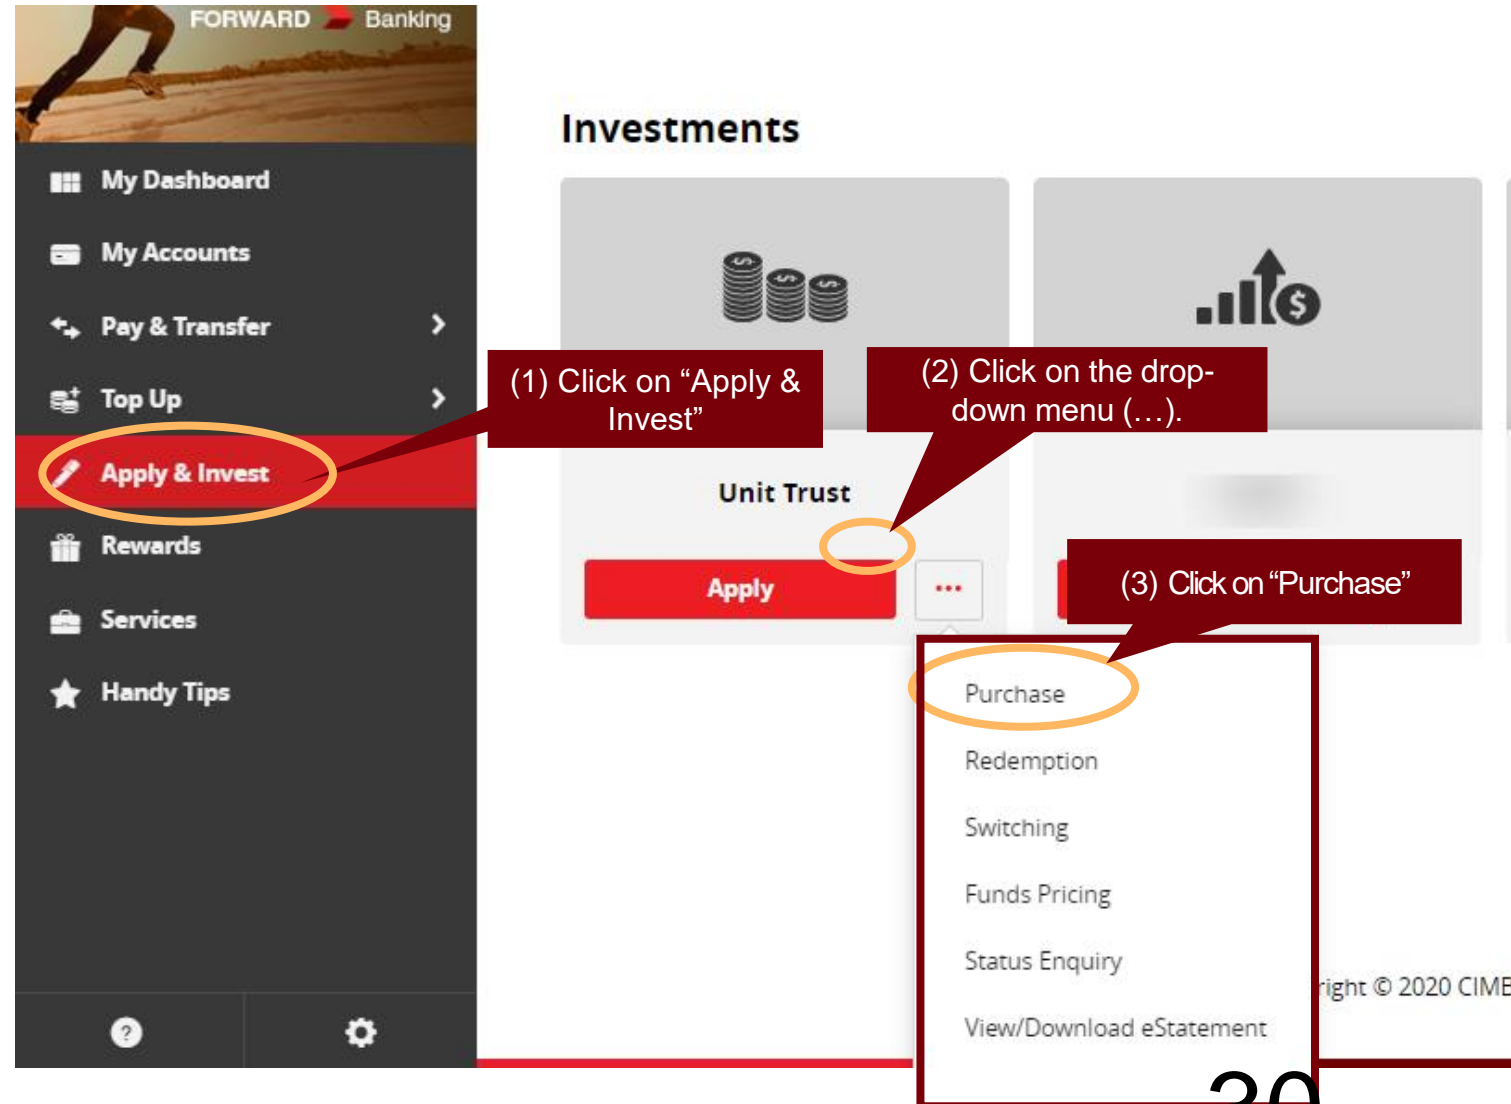 FORWARD Banking
My Dashboard
My Accounts
Pay & Transfer
Top Up
Apply & Invest
Rewards
Services
Handy Tips
Investments
(1) Click on “Apply &
Invest”
(2) Click on the drop-
down menu (…).
Unit Trust
Apply
...
(3) Click on “Purchase”
Purchase
Redemption
Switching
Funds Pricing
Status Enquiry
View/Download eStatement
right © 2020 CIMB
30